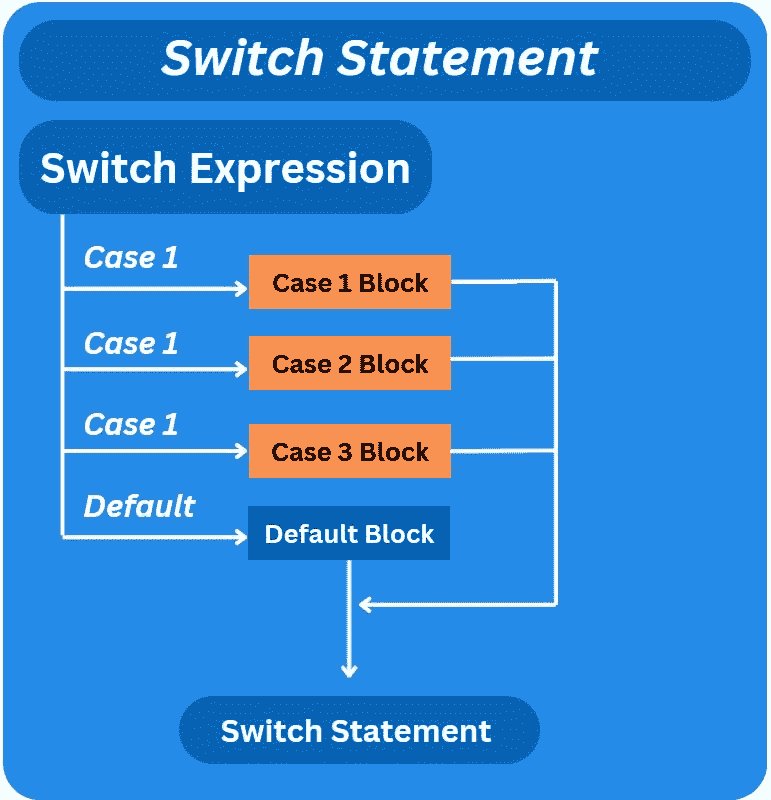 Switch Statement
Switch Expression
Case 1
Case 1 Block
Case 1
Case 2 Block
Case 1
Case 3 Block
Default
Default Block
Switch Statement